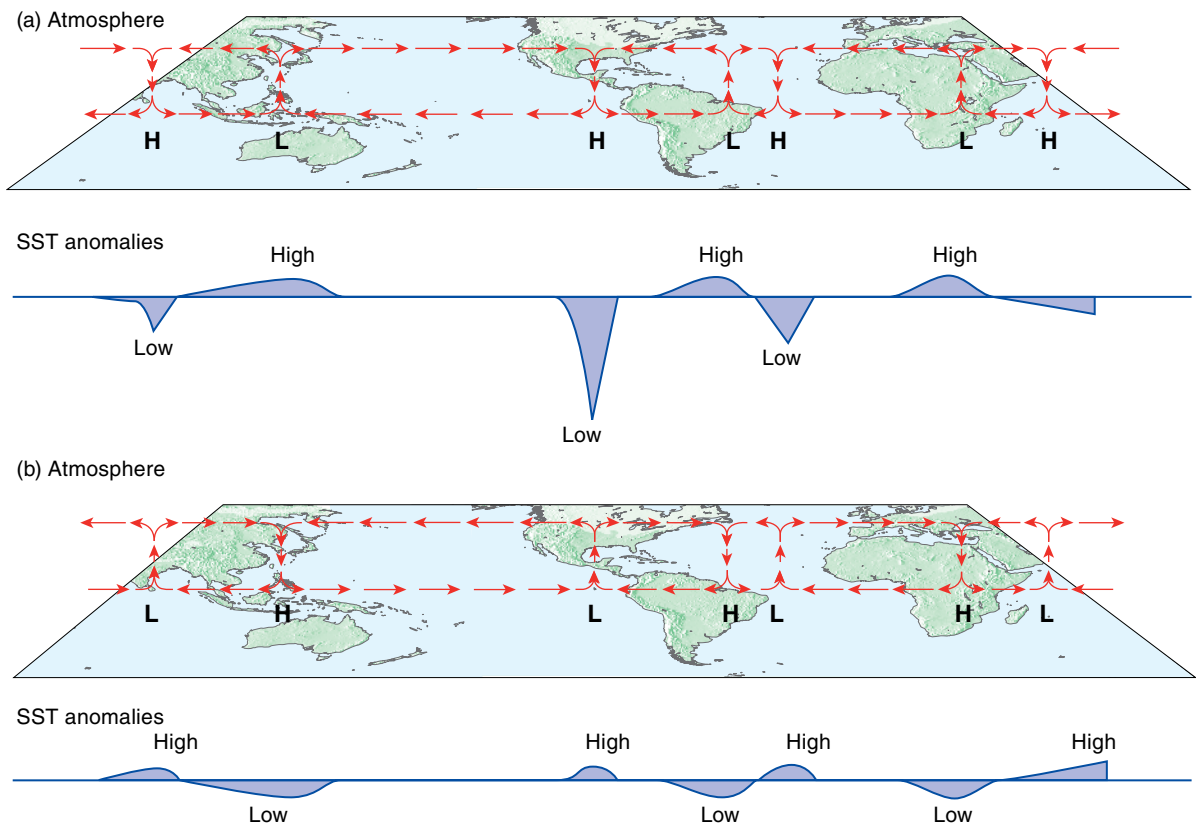 (a) Atmosphere
H L H L H L H
SST anomalies
High High High
Low Low
Low
(b) Atmosphere
L H L H L H L
SST anomalies
High High High High
Low Low Low